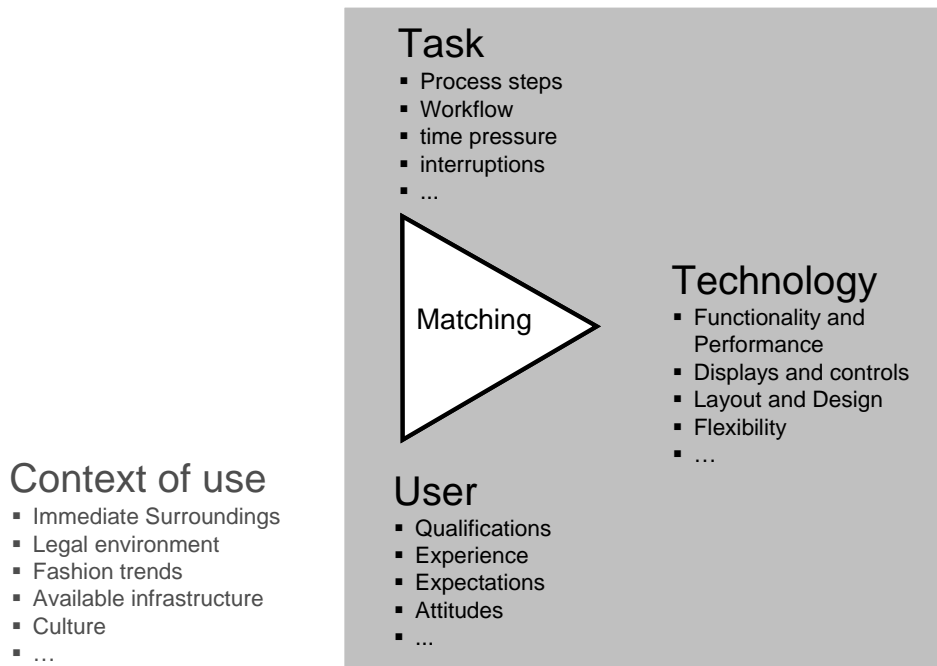 Task
▪ Process steps
▪ Workflow
▪ time pressure
▪ interruptions
▪ ...
Matching
Technology
▪ Functionality and
Performance
▪ Displays and controls
▪ Layout and Design
▪ Flexibility
▪ …
Context of use
▪ Immediate Surroundings
▪ Legal environment
▪ Fashion trends
▪ Available infrastructure
▪ Culture
▪ …
User
▪ Qualifications
▪ Experience
▪ Expectations
▪ Attitudes
▪ ...